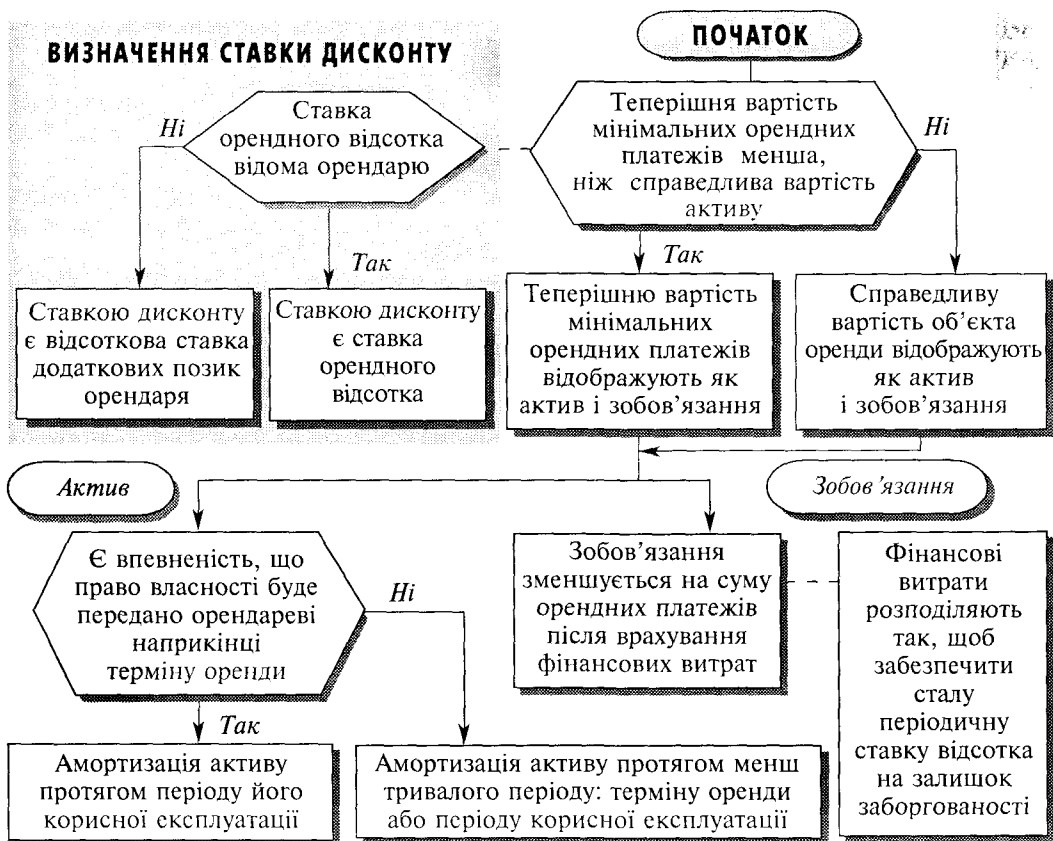 ВИЗНАЧЕННЯ СТАВКИ ДИСКОНТУ
Ставка
орендного відсотка
відома орендарю
Ні
Так
Ставкою дисконту
є відсоткова ставка
додаткових позик
орендаря
Ставкою дисконту
є ставка
орендного
відсотка
ПОЧАТОК
Теперішня вартість
мінімальних орендних
платежів менша,
ніж справедлива вартість
активу
Ні
Так
Теперішню вартість
мінімальних
орендних платежів
відображують як
актив і зобов'язання
Справедливу
вартість об'єкта
оренди відображують
як актив
і зобов'язання
Актив
Зобов'язання
Є впевненість, що
право власності буде
передано орендареві
наприкінці
терміну оренди
Ні
Так
Амортизація активу
протягом періоду його
корисної експлуатації
Амортизація активу протягом менш
тривалого періоду: терміну оренди
або періоду корисної експлуатації
Зобов'язання
зменшується на суму
орендних платежів
після врахування
фінансових витрат
Фінансові
витрати
розподіляють
так, щоб
забезпечити
сталу
періодичну
ставку відсотка
на залишок
заборгованості